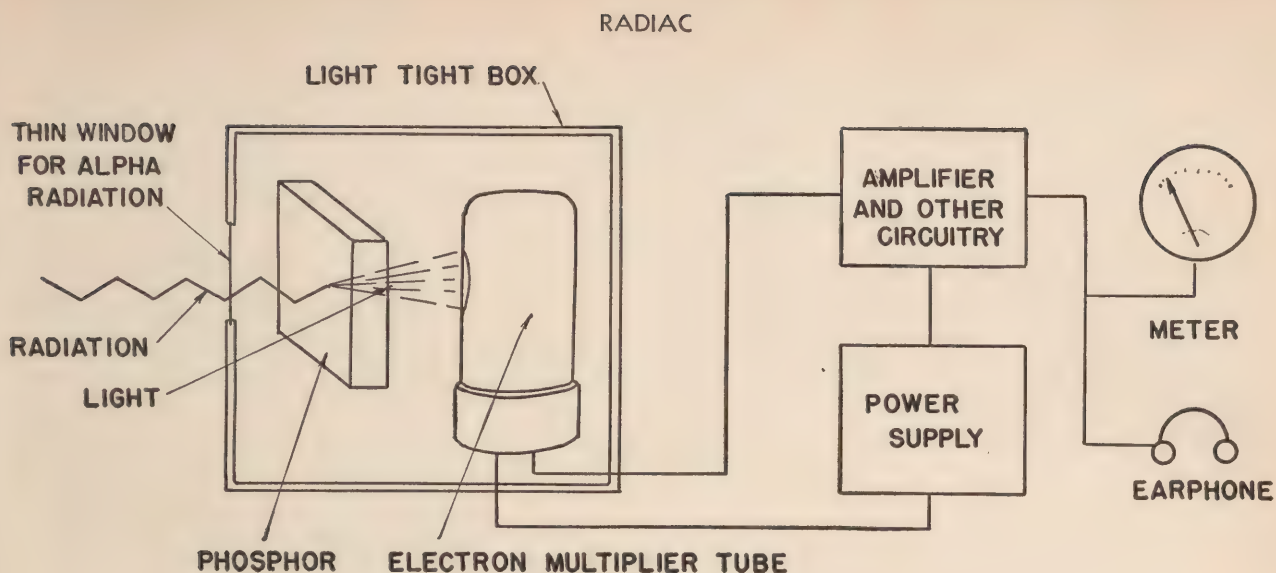 RADIAC
LIGHT TIGHT BOX
THIN WINDOW
FOR ALPHA
RADIATION
AMPLIFIER
AND OTHER
CIRCUITRY
RADIATION
METER
LIGHT
POWER
SUPPLY
EARPHONE
PHOSPHOR
ELECTRON MULTIPLIER TUBE